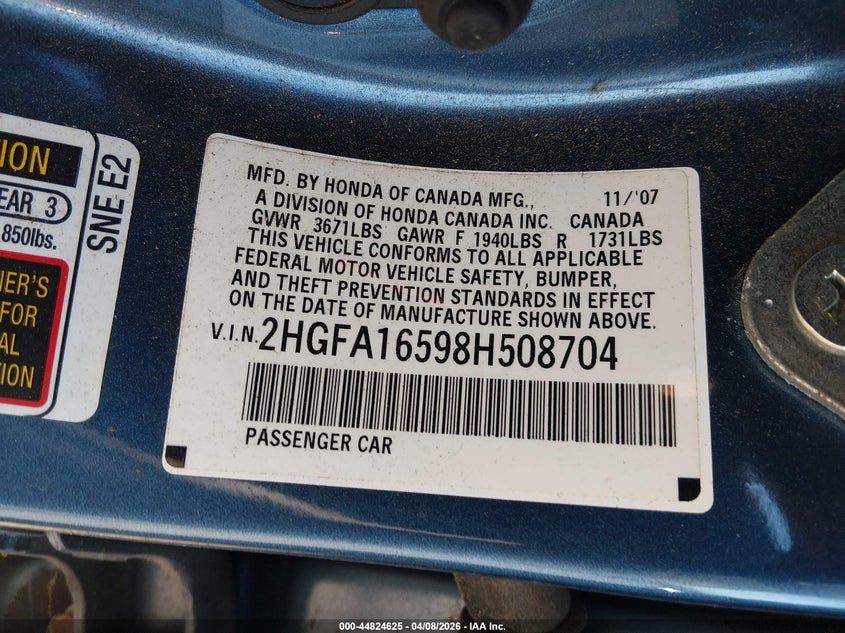 TION
EAR 3
850lbs.
SNE E2
NER'S
FOR
AL
TION
MFD. BY HONDA OF CANADA MFG., 11/'07
A DIVISION OF HONDA CANADA INC. CANADA
GVWR 3671LBS GAWR F 1940LBS R 1731LBS
THIS VEHICLE CONFORMS TO ALL APPLICABLE
FEDERAL MOTOR VEHICLE SAFETY, BUMPER,
AND THEFT PREVENTION STANDARDS IN EFFECT
ON THE DATE OF MANUFACTURE SHOWN ABOVE.
V.I.N. 2HGFA16598H508704
PASSENGER CAR
000-44824625 - 04/08/2026 - IAA Inc.